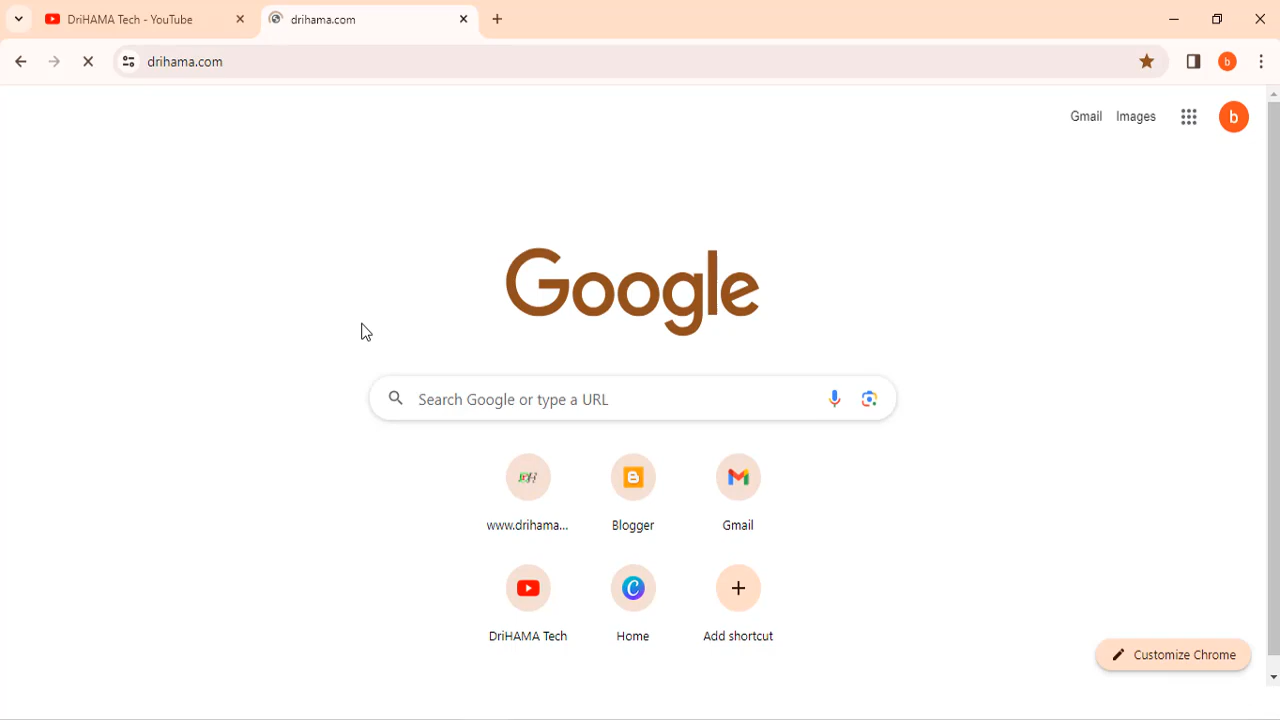 DriHAMA Tech - YouTube
drihama.com
drihama.com
b
Gmail
Images
b
Google
Search Google or type a URL
DH
www.drihama...
Blogger
Gmail
DriHAMA Tech
Home
Add shortcut
Customize Chrome